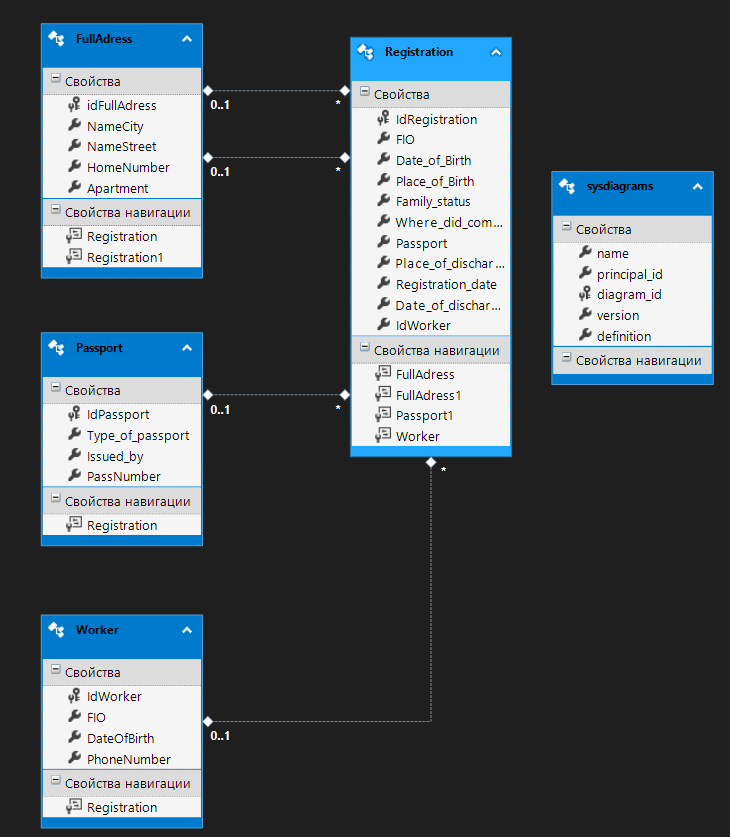 FullAdress
Свойства
idFullAdress
NameCity
NameStreet
HomeNumber
Apartment
Свойства навигации
Registration
Registration1
0..1
*
0..1
*
Registration
Свойства
IdRegistration
FIO
Date_of_Birth
Place_of_Birth
Family_status
Where_did_com...
Passport
Place_of_dischar...
Registration_date
Date_of_dischar...
IdWorker
Свойства навигации
FullAdress
FullAdress1
Passport1
Worker
*
sysdiagrams
Свойства
name
principal_id
diagram_id
version
definition
Свойства навигации
Passport
Свойства
IdPassport
Type_of_passport
Issued_by
PassNumber
Свойства навигации
Registration
0..1
*
Worker
Свойства
IdWorker
FIO
DateOfBirth
PhoneNumber
Свойства навигации
Registration
0..1